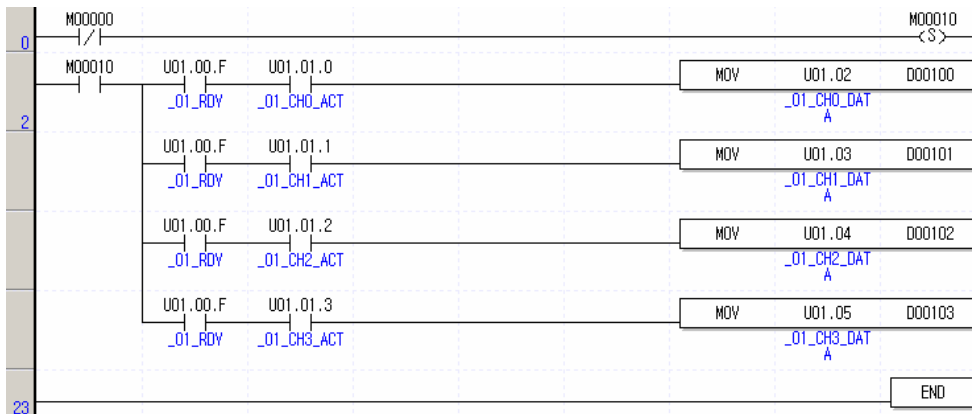 M00000 M00010
0 (S)
M00010 U01.00.F U01.01.0 MOV U01.02 D00100
_01_RDY _01_CH0_ACT _01_CH0_DAT
A
2
U01.00.F U01.01.1 MOV U01.03 D00101
_01_RDY _01_CH1_ACT _01_CH1_DAT
A
U01.00.F U01.01.2 MOV U01.04 D00102
_01_RDY _01_CH2_ACT _01_CH2_DAT
A
U01.00.F U01.01.3 MOV U01.05 D00103
_01_RDY _01_CH3_ACT _01_CH3_DAT
A
END
23